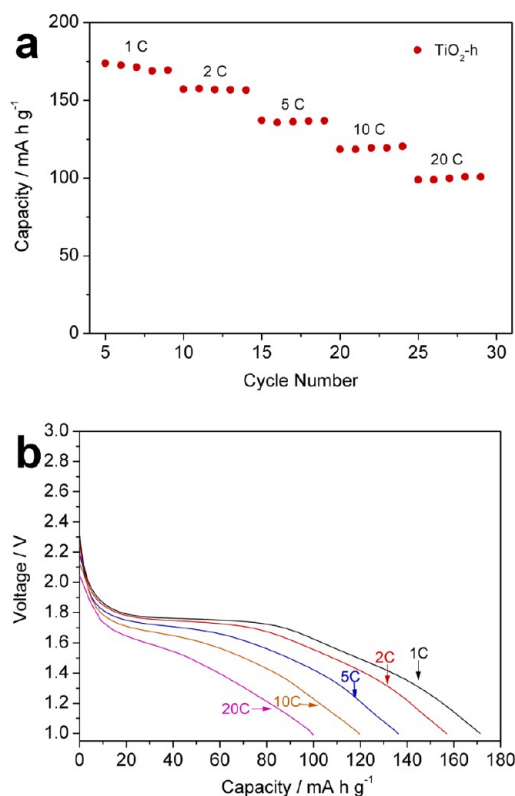 a
1 C
2 C
5 C
10 C
20 C
TiO₂-h
200
150
100
50
0
Capacity / mA h g⁻¹
5 10 15 20 25 30
Cycle Number
b
3.0
2.8
2.6
2.4
2.2
2.0
1.8
1.6
1.4
1.2
1.0
Voltage / V
1C
2C
5C
10C
20C
0 20 40 60 80 100 120 140 160 180
Capacity / mA h g⁻¹